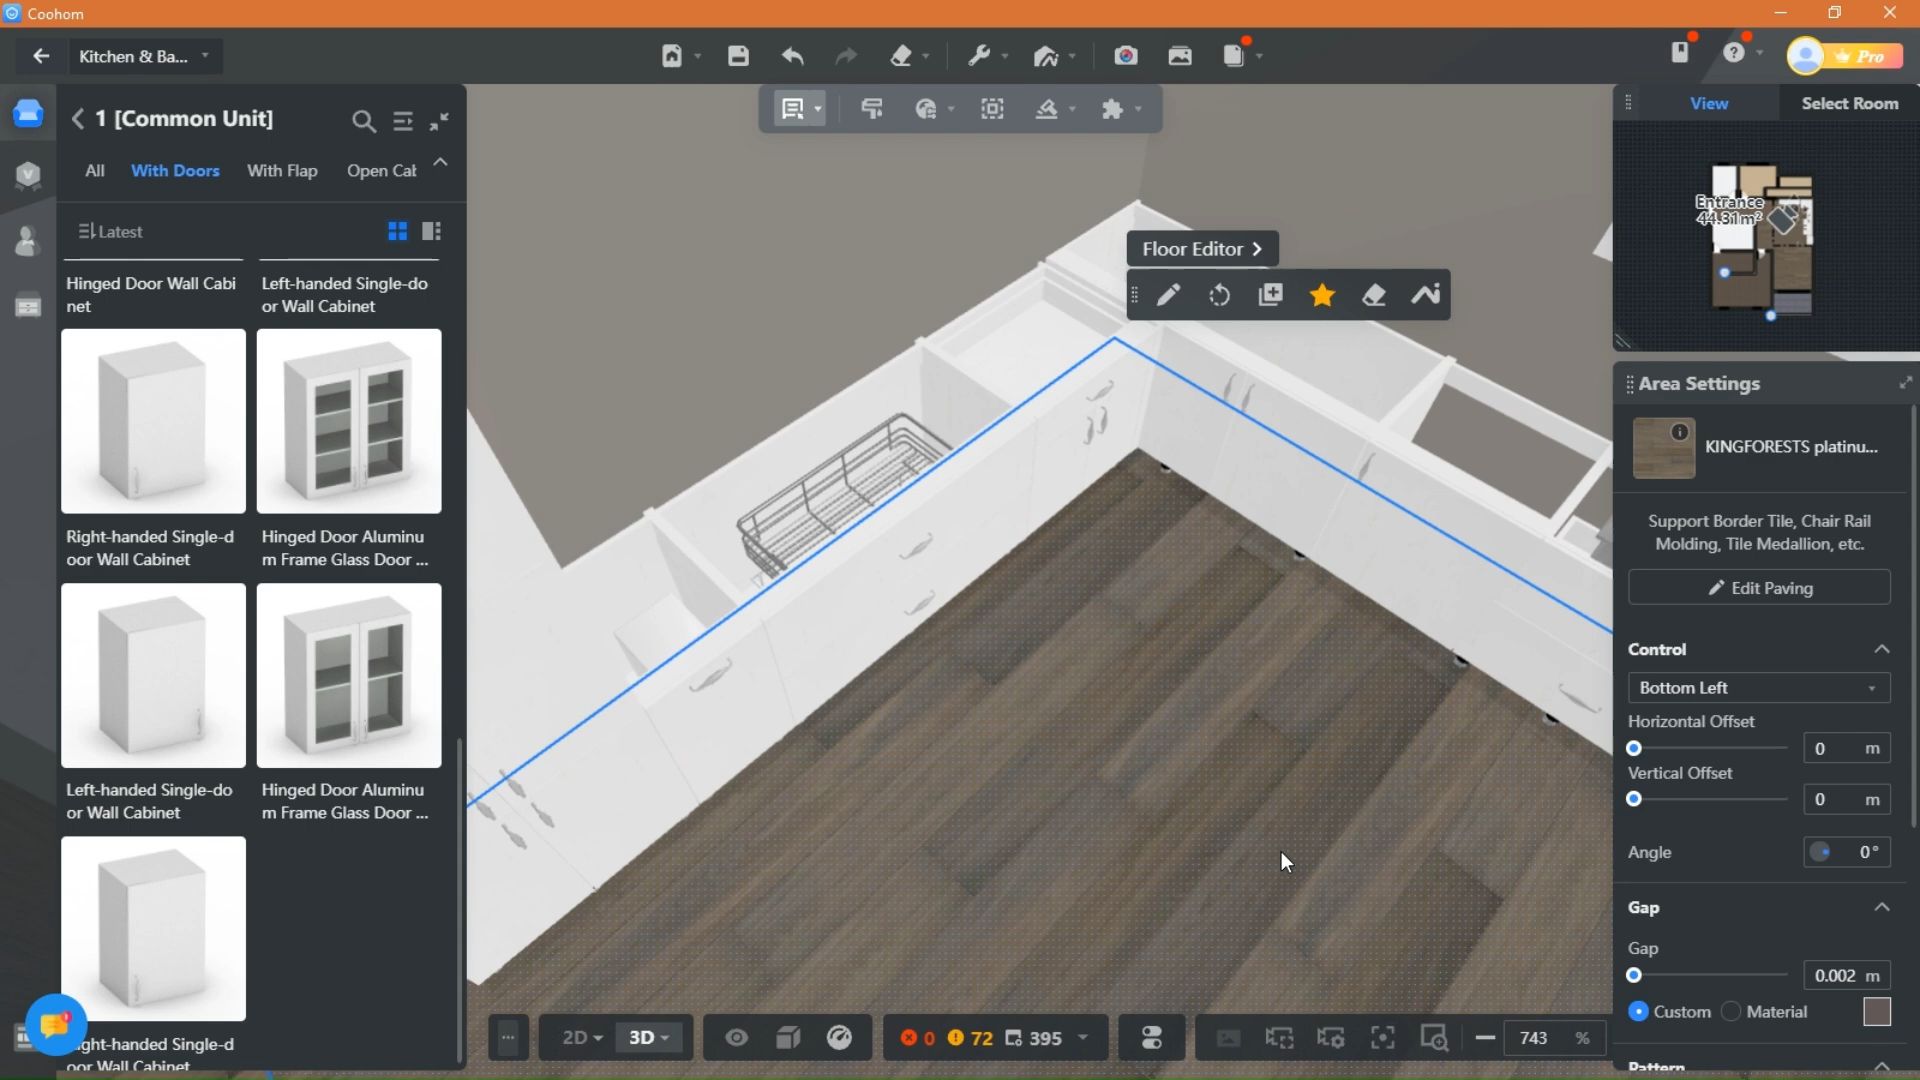 Coohom
Kitchen & Ba...
Pro
1 [Common Unit]
All With Doors With Flap Open Cat
Latest
Hinged Door Wall Cabi
net
Left-handed Single-do
or Wall Cabinet
Right-handed Single-d
oor Wall Cabinet
Hinged Door Aluminu
m Frame Glass Door ...
Left-handed Single-do
or Wall Cabinet
Hinged Door Aluminu
m Frame Glass Door ...
ght-handed Single-d
oor Wall Cabinet
Floor Editor >
View Select Room
Entrance
44.31m²
Area Settings
KINGFORESTS platinu...
Support Border Tile, Chair Rail
Molding, Tile Medallion, etc.
Edit Paving
Control
Bottom Left
Horizontal Offset
0 m
Vertical Offset
0 m
Angle 0°
Gap
Gap
0.002 m
Custom Material
Pattern
2D 3D 0 72 395 743 %